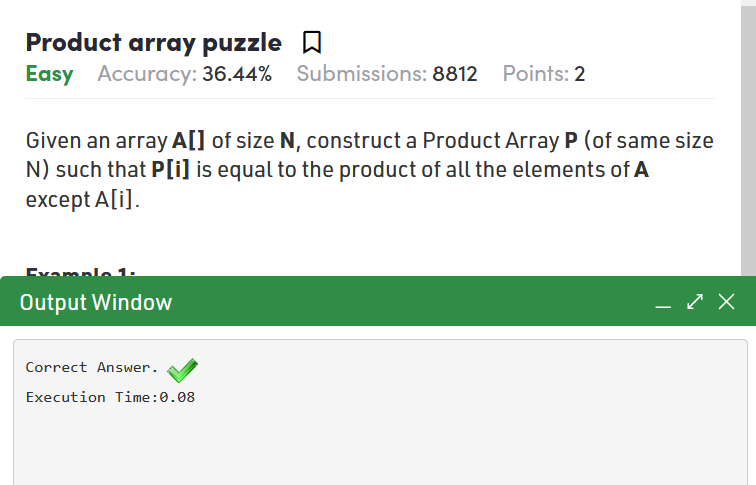 Product array puzzle
Easy Accuracy: 36.44% Submissions: 8812 Points: 2
Given an array A[] of size N, construct a Product Array P (of same size
N) such that P[i] is equal to the product of all the elements of A
except A[i].
Example 1:
Output Window
Correct Answer.
Execution Time:0.08